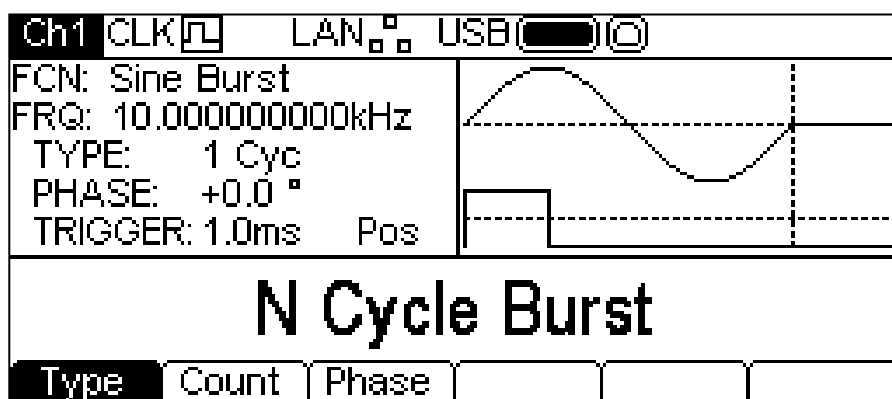 Ch1 CLK LAN USB
FCN: Sine Burst
FRQ: 10.000000000kHz
TYPE: 1 Cyc
PHASE: +0.0 °
TRIGGER: 1.0ms Pos
N Cycle Burst
Type Count Phase